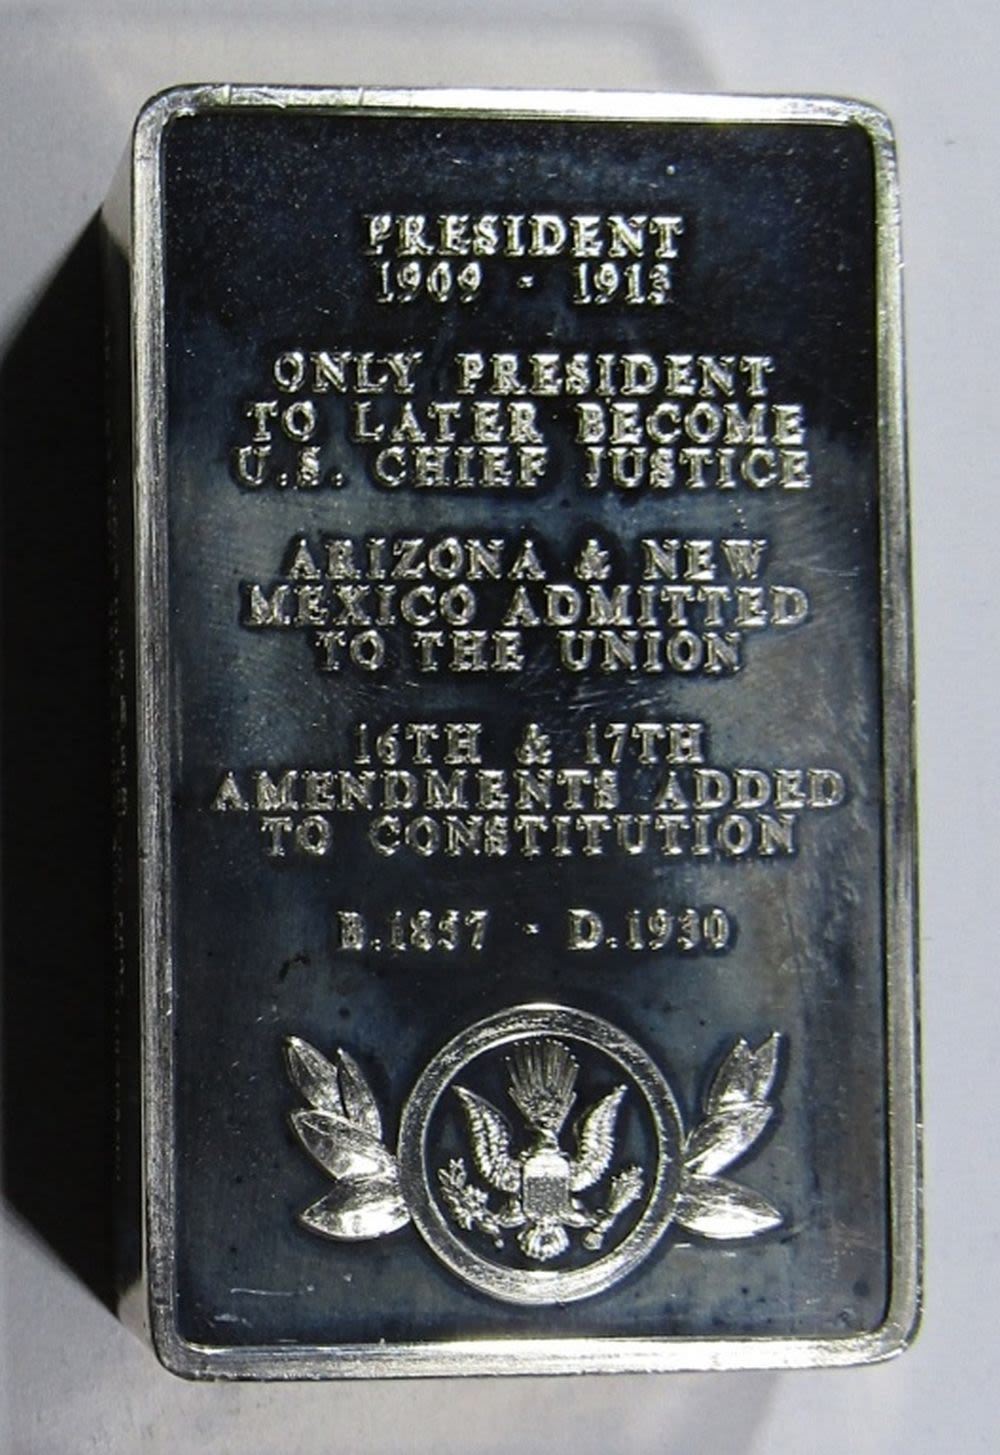 PRESIDENT
1909 - 1913
ONLY PRESIDENT
TO LATER BECOME
U.S. CHIEF JUSTICE
ARIZONA & NEW
MEXICO ADMITTED
TO THE UNION
16TH & 17TH
AMENDMENTS ADDED
TO CONSTITUTION
B.1857 - D.1930